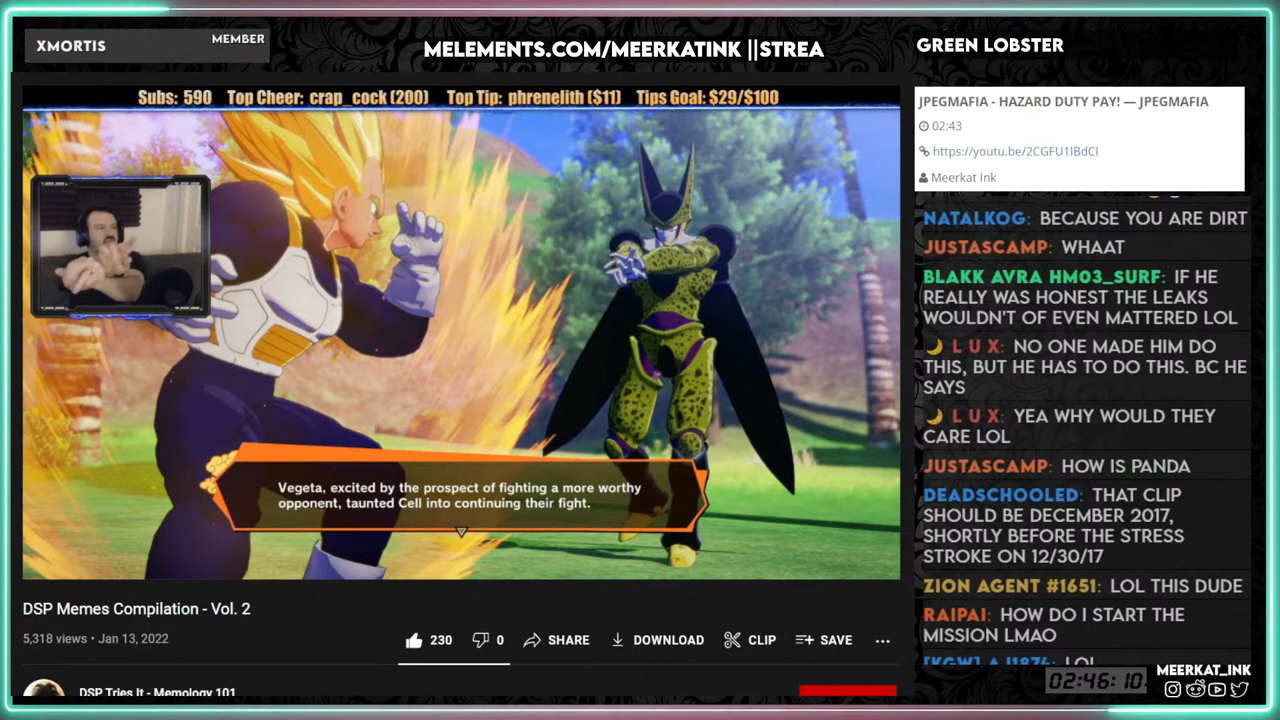 XMORTIS
MEMBER
MELEMENTS.COM/MEERKATINK ||STREA
GREEN LOBSTER
Subs: 590 Top Cheer: crap_cock (200) Top Tip: phrenelith ($11) Tips Goal: $29/$100
JPEGMAFIA - HAZARD DUTY PAY! — JPEGMAFIA
02:43
https://youtu.be/2CGFU1lBdCI
Meerkat Ink
NATALKOG: BECAUSE YOU ARE DIRT
JUSTASCAMP: WHAAT
BLAKK AVRA HM03_SURF: IF HE
REALLY WAS HONEST THE LEAKS
WOULDN'T OF EVEN MATTERED LOL
🌙 L U X: NO ONE MADE HIM DO
THIS, BUT HE HAS TO DO THIS. BC HE
SAYS
🌙 L U X: YEA WHY WOULD THEY
CARE LOL
JUSTASCAMP: HOW IS PANDA
DEADSCHOOLED: THAT CLIP
SHOULD BE DECEMBER 2017,
SHORTLY BEFORE THE STRESS
STROKE ON 12/30/17
ZION AGENT #1651: LOL THIS DUDE
RAIPAI: HOW DO I START THE
MISSION LMAO
[KGW] AJ1874: LOL
Vegeta, excited by the prospect of fighting a more worthy
opponent, taunted Cell into continuing their fight.
DSP Memes Compilation - Vol. 2
5,318 views • Jan 13, 2022
230 0 SHARE DOWNLOAD CLIP SAVE ...
DSP Tries It - Memology 101
02:46:10
MEERKAT_INK